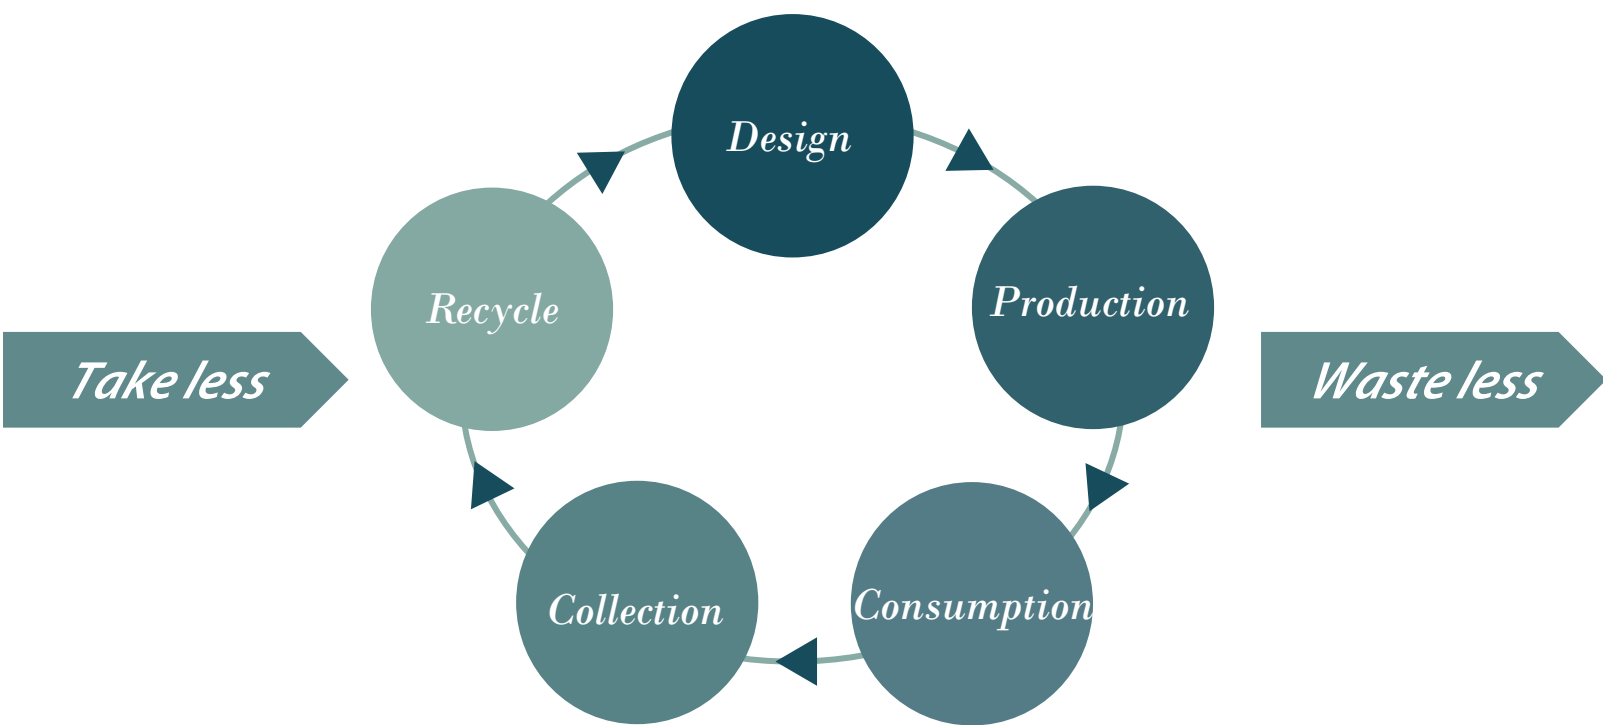 Design
Production
Recycle
Take less
Waste less
Consumption
Collection